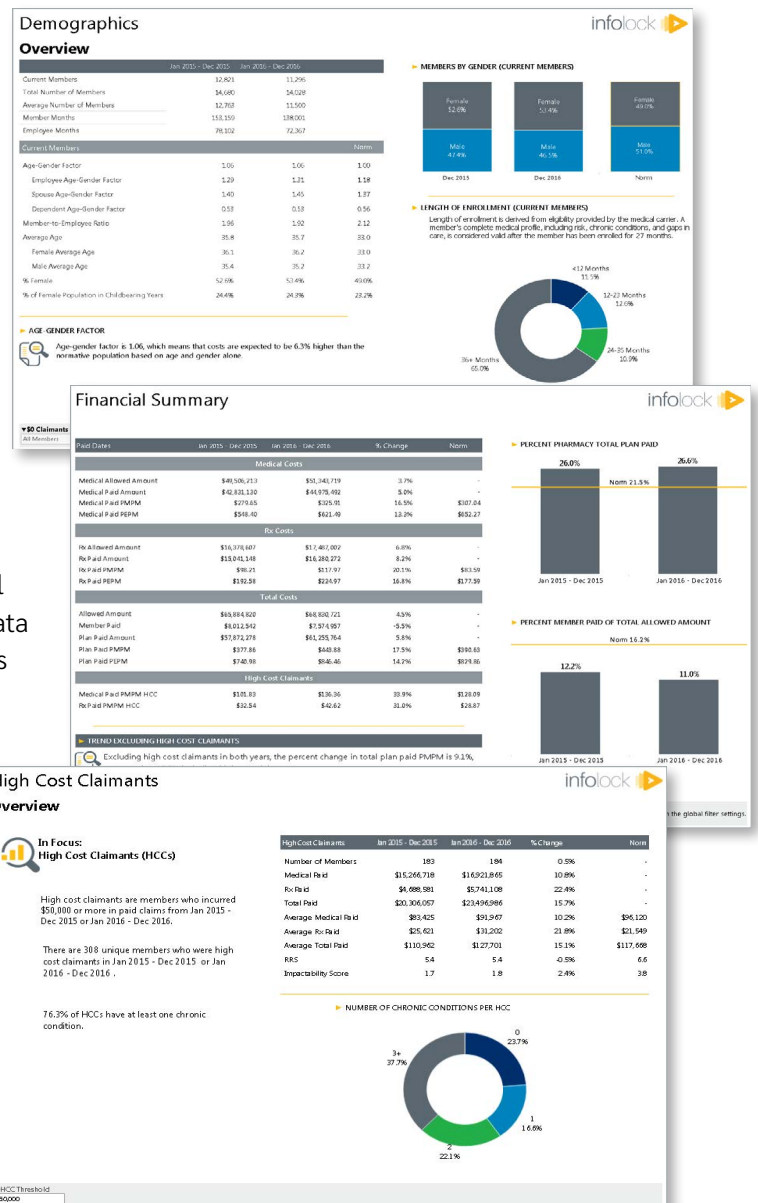 Demographics
infolock
Overview
Jan 2015 - Dec 2015 Jan 2016 - Dec 2016
Current Members 12,821 11,296
Total Number of Members 14,680 14,028
Average Number of Members 12,763 11,500
Member Months 153,159 138,001
Employee Months 78,102 72,367
Current Members Norm
Age-Gender Factor 1.06 1.06 1.00
Employee Age-Gender Factor 1.29 1.31 1.18
Spouse Age-Gender Factor 1.40 1.45 1.37
Dependent Age-Gender Factor 0.53 0.53 0.56
Member-to-Employee Ratio 1.96 1.92 2.12
Average Age 35.8 35.7 33.0
Female Average Age 36.1 36.2 33.0
Male Average Age 35.4 35.2 33.2
% Female 52.6% 53.4% 49.0%
% of Female Population in Childbearing Years 24.4% 24.3% 23.2%
AGE-GENDER FACTOR
Age-gender factor is 1.06, which means that costs are expected to be 6.3% higher than the
normative population based on age and gender alone.
MEMBERS BY GENDER (CURRENT MEMBERS)
Female Female Female
52.6% 53.4% 49.0%
Male Male Male
47.4% 46.5% 51.0%
Dec 2015 Dec 2016 Norm
LENGTH OF ENROLLMENT (CURRENT MEMBERS)
Length of enrollment is derived from eligibility provided by the medical carrier. A
member's complete medical profile, including risk, chronic conditions, and gaps in
care, is considered valid after the member has been enrolled for 27 months.
<12 Months
11.5%
12-23 Months
12.6%
24-35 Months
10.9%
36+ Months
65.0%
▼$0 Claimants
All Members
l
ata
s
Financial Summary
infolock
Paid Dates Jan 2015 - Dec 2015 Jan 2016 - Dec 2016 % Change Norm
Medical Costs
Medical Allowed Amount $49,506,213 $51,343,719 3.7% -
Medical Paid Amount $42,831,130 $44,975,492 5.0% -
Medical Paid PMPM $279.65 $325.91 16.5% $307.04
Medical Paid PEPM $548.40 $621.49 13.3% $652.27
Rx Costs
Rx Allowed Amount $16,378,607 $17,487,002 6.8% -
Rx Paid Amount $15,041,148 $16,280,272 8.2% -
Rx Paid PMPM $98.21 $117.97 20.1% $83.59
Rx Paid PEPM $192.58 $224.97 16.8% $177.59
Total Costs
Allowed Amount $65,884,820 $68,830,721 4.5% -
Member Paid $8,012,542 $7,574,957 -5.5% -
Plan Paid Amount $57,872,278 $61,255,764 5.8% -
Plan Paid PMPM $377.86 $443.88 17.5% $390.63
Plan Paid PEPM $740.98 $846.46 14.2% $829.86
High Cost Claimants
Medical Paid PMPM HCC $101.83 $136.36 33.9% $128.09
Rx Paid PMPM HCC $32.54 $42.62 31.0% $28.87
TREND EXCLUDING HIGH COST CLAIMANTS
Excluding high cost claimants in both years, the percent change in total plan paid PMPM is 9.1%,
PERCENT PHARMACY TOTAL PLAN PAID
26.0% 26.6%
Norm 21.5%
Jan 2015 - Dec 2015 Jan 2016 - Dec 2016
PERCENT MEMBER PAID OF TOTAL ALLOWED AMOUNT
Norm 16.2%
12.2% 11.0%
Jan 2015 - Dec 2015 Jan 2016 - Dec 2016
n the global filter settings.
High Cost Claimants
infolock
Overview
In Focus:
High Cost Claimants (HCCs)
High cost claimants are members who incurred
$50,000 or more in paid claims from Jan 2015 -
Dec 2015 or Jan 2016 - Dec 2016.
There are 308 unique members who were high
cost claimants in Jan 2015 - Dec 2015 or Jan
2016 - Dec 2016 .
76.3% of HCCs have at least one chronic
condition.
High Cost Claimants Jan 2015 - Dec 2015 Jan 2016 - Dec 2016 % Change Norm
Number of Members 183 184 0.5% -
Medical Paid $15,266,718 $16,921,865 10.8% -
Rx Paid $4,688,581 $5,741,108 22.4% -
Total Paid $20,306,057 $23,496,986 15.7% -
Average Medical Paid $83,425 $91,967 10.2% $96,120
Average Rx Paid $25,621 $31,202 21.8% $21,549
Average Total Paid $110,962 $127,701 15.1% $117,668
RRS 5.4 5.4 -0.5% 6.6
Impactability Score 1.7 1.8 2.4% 3.8
NUMBER OF CHRONIC CONDITIONS PER HCC
0
23.7%
3+
37.7%
1
16.6%
2
22.1%
HCC Threshold
50,000